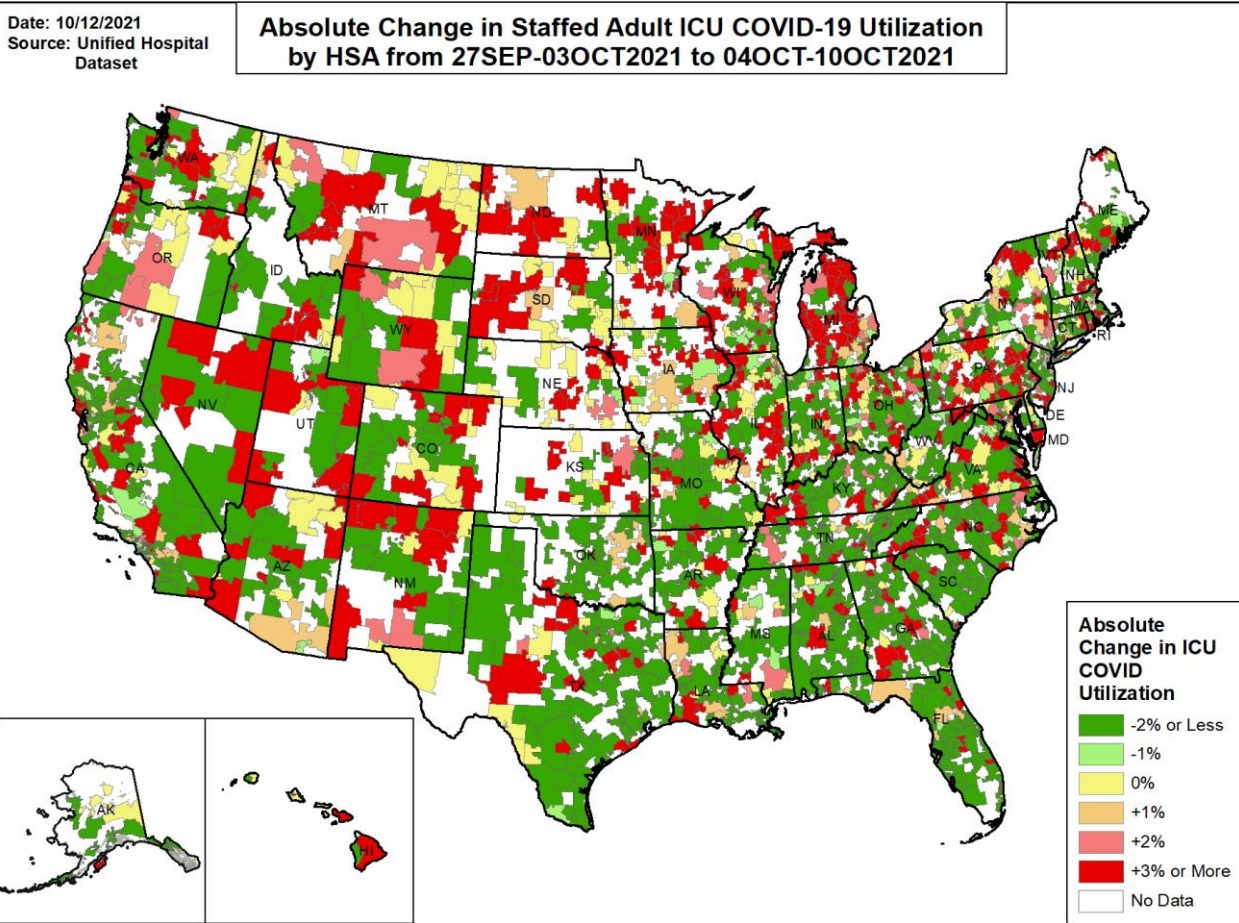 Date: 10/12/2021
Source: Unified Hospital
Dataset
Absolute Change in Staffed Adult ICU COVID-19 Utilization
by HSA from 27SEP-03OCT2021 to 04OCT-10OCT2021
WA
MT
ND
MN
ME
OR
ID
SD
WI
MI
VT
NH
NY
MA
CT
RI
WY
NE
IA
PA
NJ
NV
UT
CO
IL
IN
OH
DE
MD
WV
VA
CA
KS
MO
KY
NC
TN
AZ
NM
OK
AR
SC
MS
AL
GA
TX
LA
FL
AK
HI
Absolute
Change in ICU
COVID
Utilization
-2% or Less
-1%
0%
+1%
+2%
+3% or More
No Data